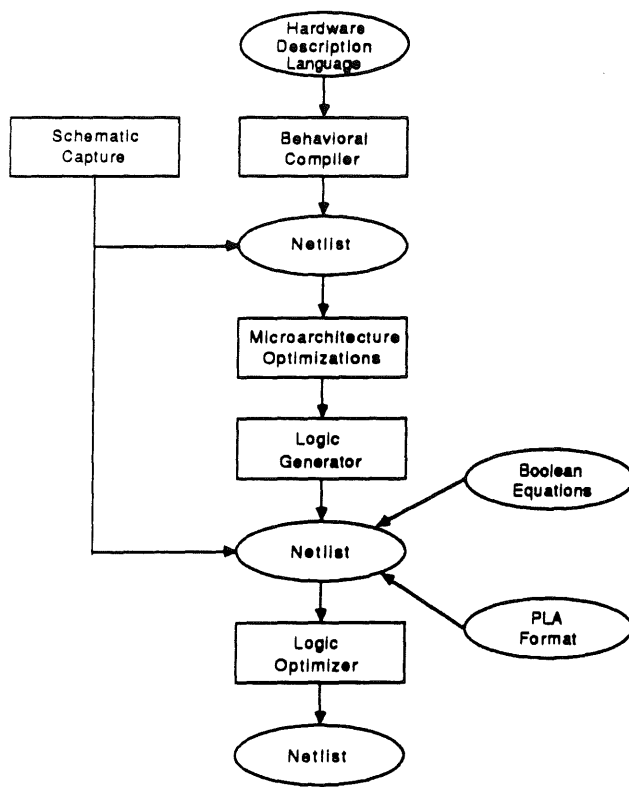 Hardware
Description
Language
Schematic
Capture
Behavioral
Compiler
Netlist
Microarchitecture
Optimizations
Logic
Generator
Boolean
Equations
Netlist
PLA
Format
Logic
Optimizer
Netlist